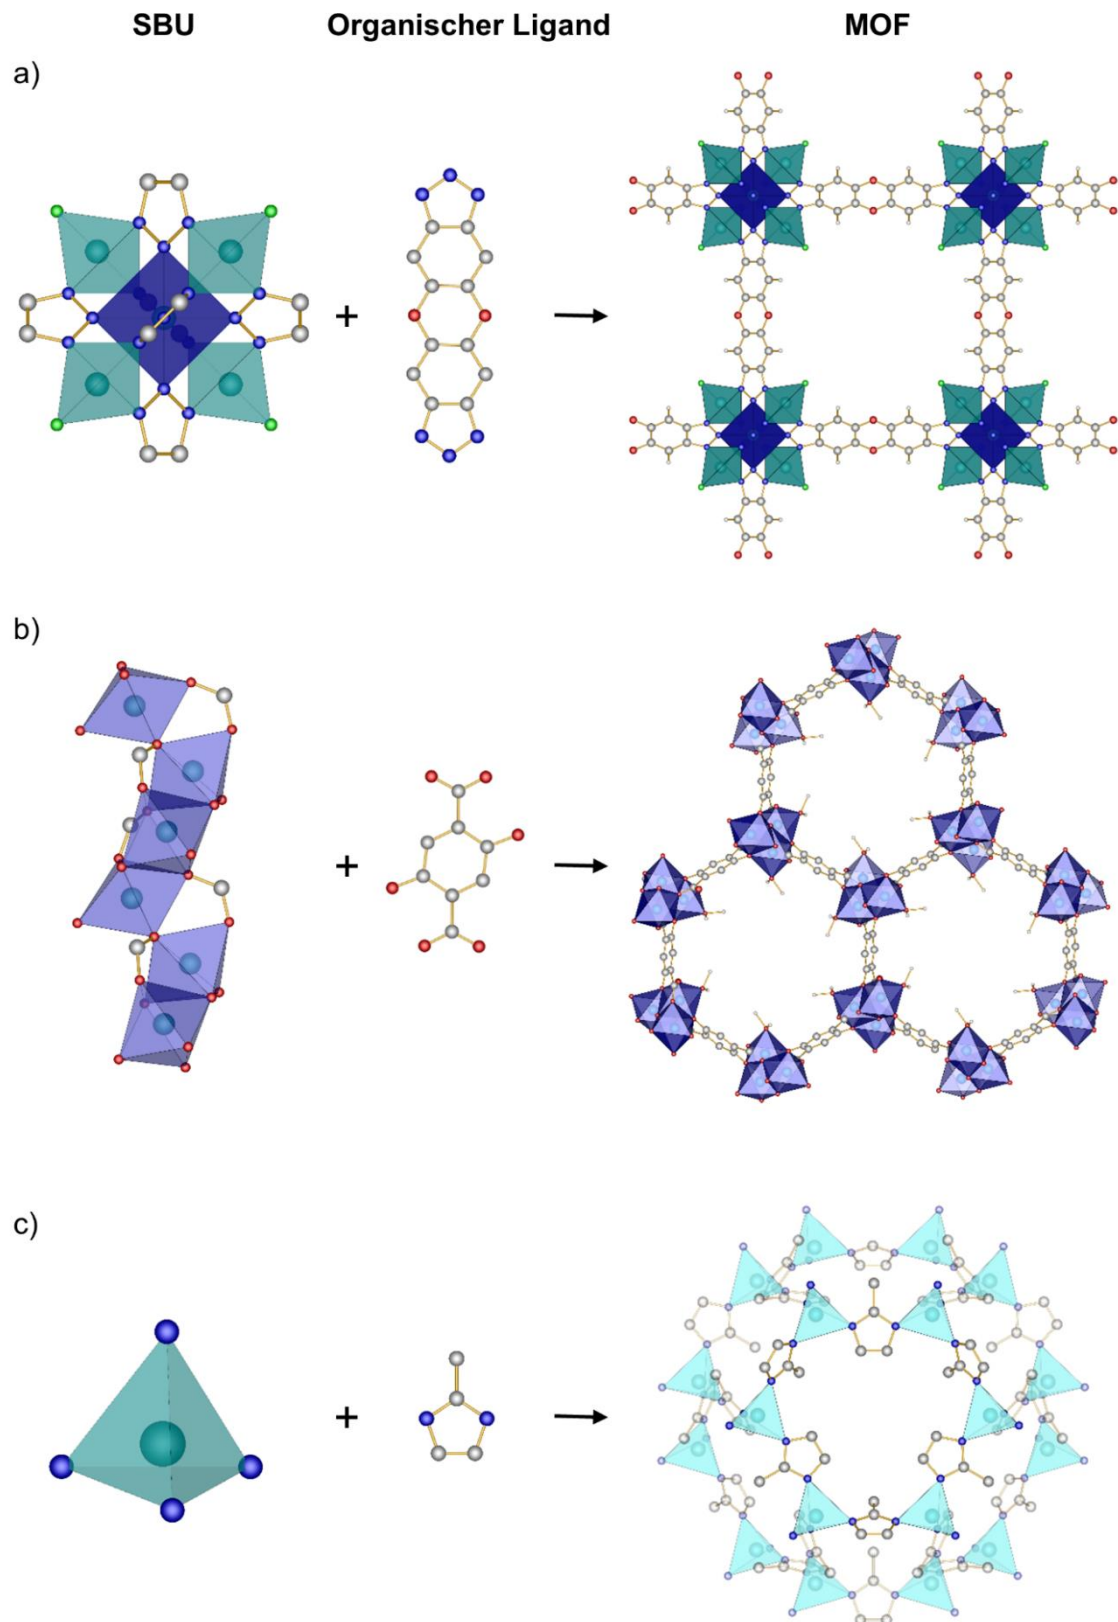 SBU Organischer Ligand MOF
a)
+
b)
+
c)
+